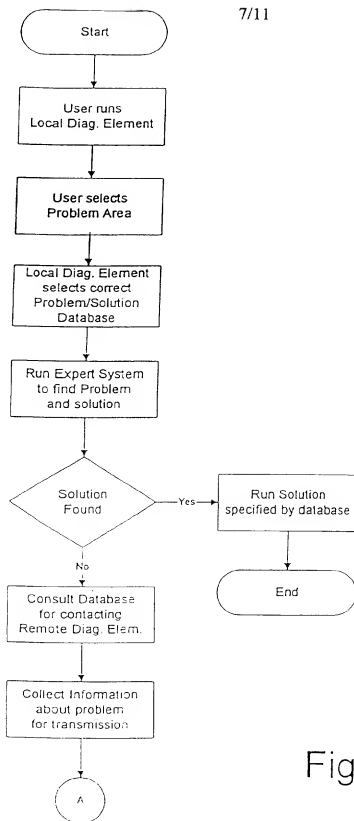 7/11
Start
User runs
Local Diag. Element
User selects
Problem Area
Local Diag. Element
selects correct
Problem/Solution
Database
Run Expert System
to find Problem
and solution
Solution
Found
Yes
Run Solution
specified by database
End
No
Consult Database
for contacting
Remote Diag. Elem.
Collect Information
about problem
for transmission
A
Fig